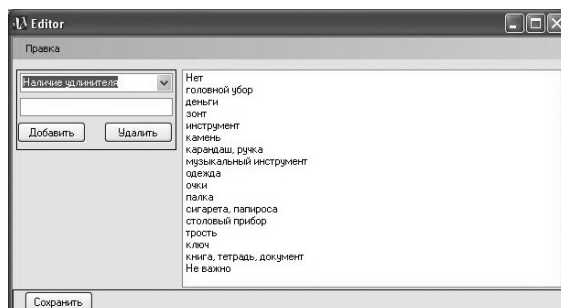 Editor
Правка
Наличие удлинителя
Добавить
Удалить
Нет
головной убор
деньги
зонт
инструмент
камень
карандаш, ручка
музыкальный инструмент
одежда
очки
палка
сигарета, папироса
столовый прибор
трость
ключ
книга, тетрадь, документ
Не важно
Сохранить